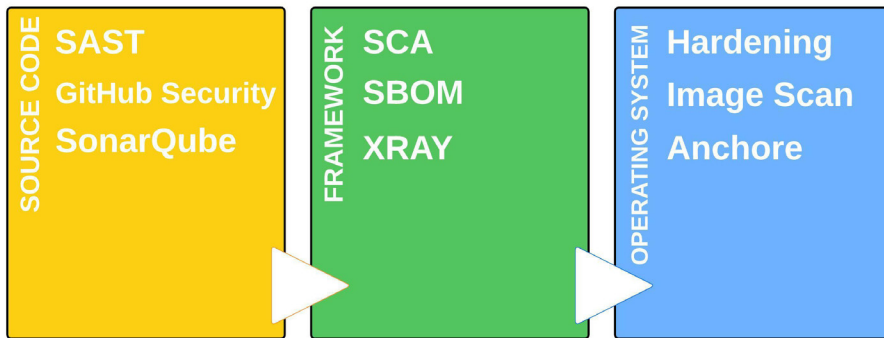 SOURCE CODE
SAST
GitHub Security
SonarQube
FRAMEWORK
SCA
SBOM
XRAY
OPERATING SYSTEM
Hardening
Image Scan
Anchore